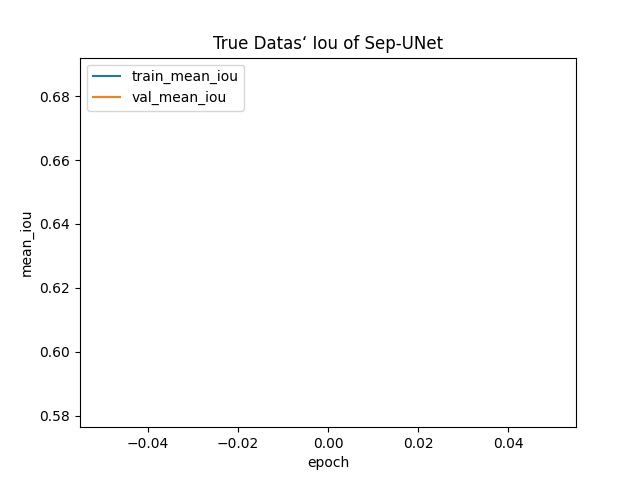 True Datas‘ Iou of Sep-UNet
train_mean_iou
val_mean_iou
0.68
0.66
0.64
0.62
0.60
0.58
mean_iou
−0.04 −0.02 0.00 0.02 0.04
epoch